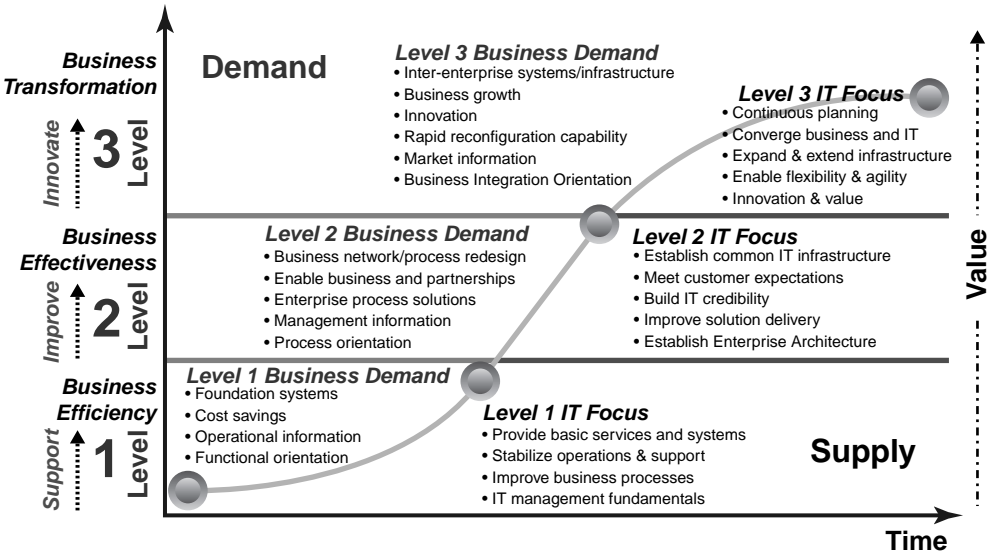 Business
Transformation
Innovate
3
Level
Demand
Level 3 Business Demand
• Inter-enterprise systems/infrastructure
• Business growth
• Innovation
• Rapid reconfiguration capability
• Market information
• Business Integration Orientation
Level 3 IT Focus
• Continuous planning
• Converge business and IT
• Expand & extend infrastructure
• Enable flexibility & agility
• Innovation & value
Business
Effectiveness
Improve
2
Level
Level 2 Business Demand
• Business network/process redesign
• Enable business and partnerships
• Enterprise process solutions
• Management information
• Process orientation
Level 2 IT Focus
• Establish common IT infrastructure
• Meet customer expectations
• Build IT credibility
• Improve solution delivery
• Establish Enterprise Architecture
Business
Efficiency
Support
1
Level
Level 1 Business Demand
• Foundation systems
• Cost savings
• Operational information
• Functional orientation
Level 1 IT Focus
• Provide basic services and systems
• Stabilize operations & support
• Improve business processes
• IT management fundamentals
Supply
Value
Time